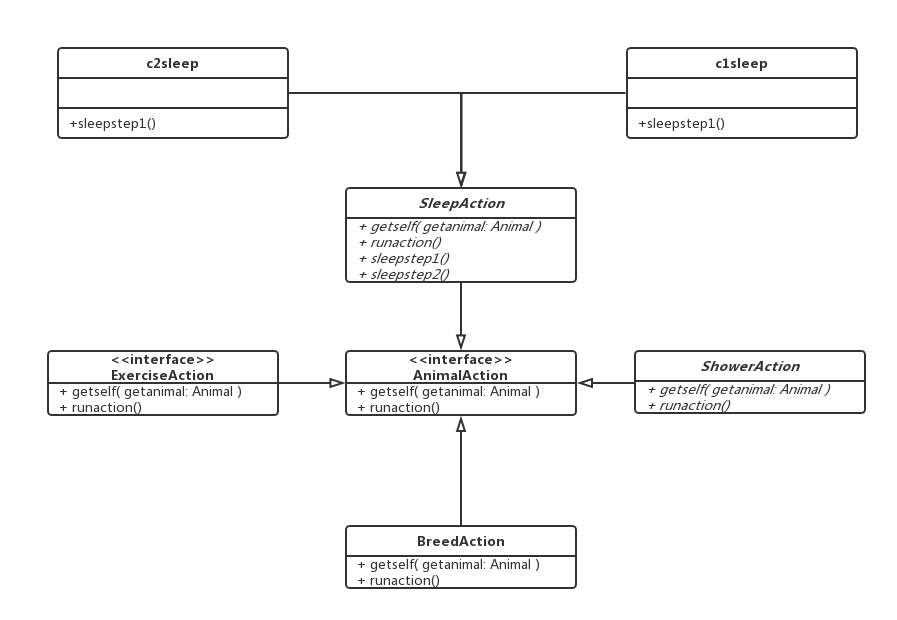 c2sleep
+sleepstep1()
c1sleep
+sleepstep1()
SleepAction
+ getself( getanimal: Animal )
+ runaction()
+ sleepstep1()
+ sleepstep2()
<<interface>>
ExerciseAction
+ getself( getanimal: Animal )
+ runaction()
<<interface>>
AnimalAction
+ getself( getanimal: Animal )
+ runaction()
ShowerAction
+ getself( getanimal: Animal )
+ runaction()
BreedAction
+ getself( getanimal: Animal )
+ runaction()